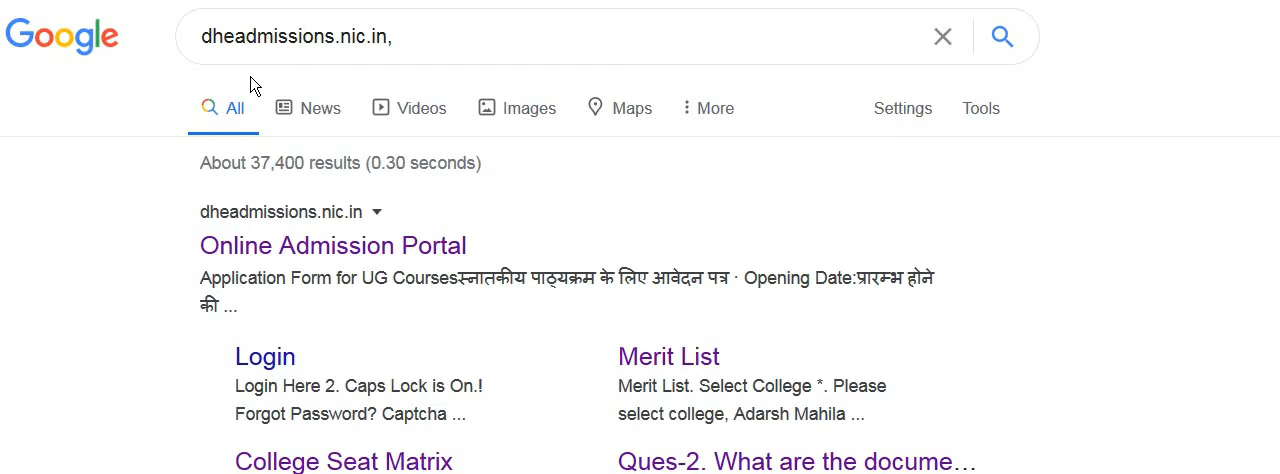 Google dheadmissions.nic.in,
All News Videos Images Maps More Settings Tools
About 37,400 results (0.30 seconds)
dheadmissions.nic.in
Online Admission Portal
Application Form for UG Coursesस्नातकीय पाठ्यक्रम के लिए आवेदन पत्र · Opening Date:प्रारम्भ होने
की ...
Login
Login Here 2. Caps Lock is On.!
Forgot Password? Captcha ...
Merit List
Merit List. Select College *. Please
select college, Adarsh Mahila ...
College Seat Matrix
Ques-2. What are the docume...